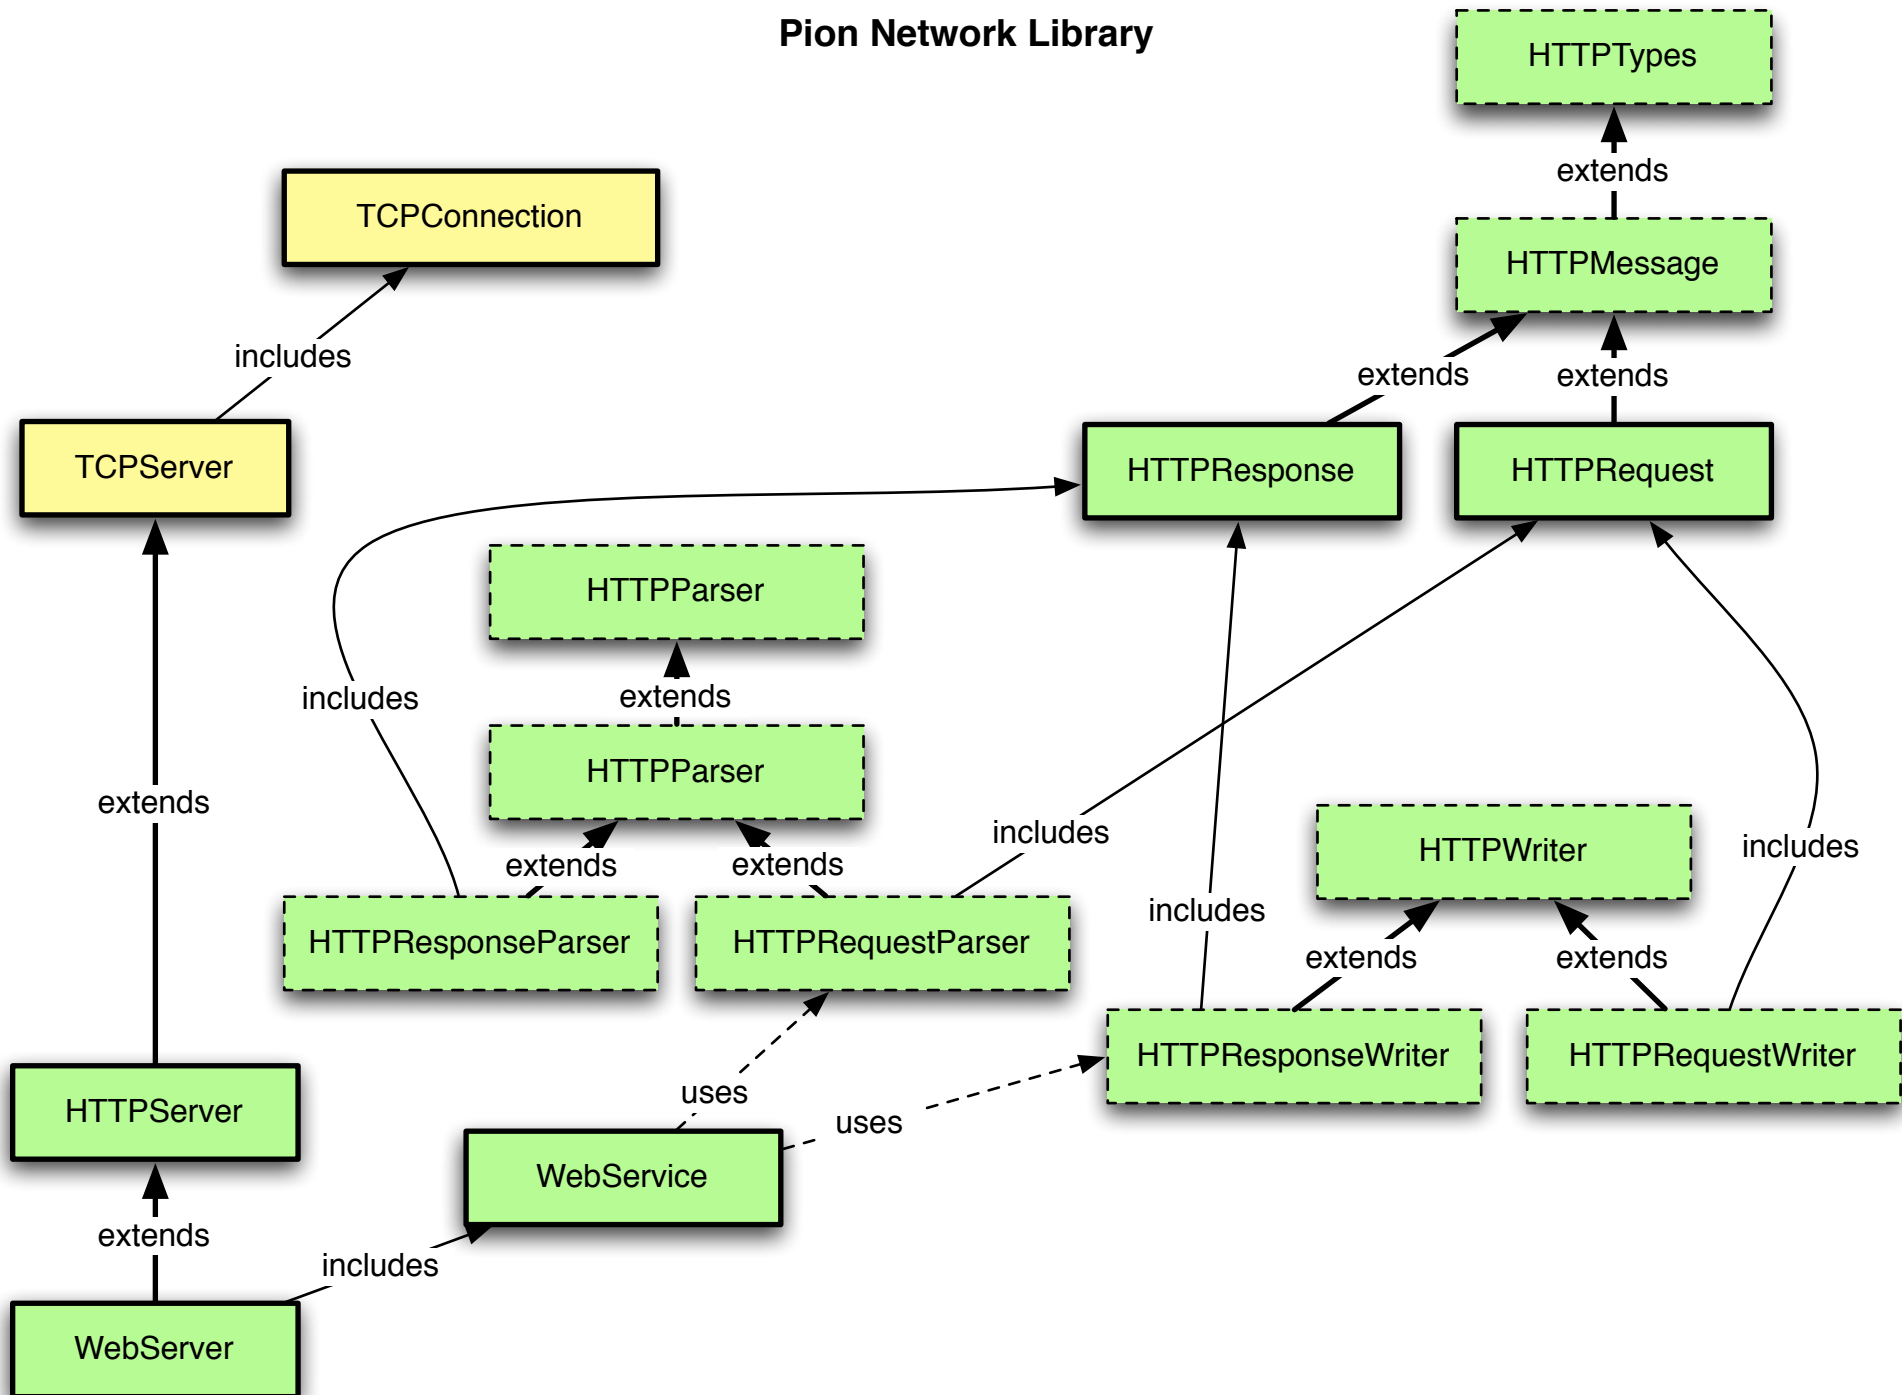 Pion Network Library
HTTPTypes
extends
TCPConnection
HTTPMessage
includes
extends
extends
TCPServer
HTTPResponse
HTTPRequest
HTTPParser
includes
extends
HTTPParser
extends
includes
HTTPWriter
includes
extends
extends
includes
HTTPResponseParser
HTTPRequestParser
extends
extends
HTTPResponseWriter
HTTPRequestWriter
uses
HTTPServer
uses
WebService
extends
includes
WebServer